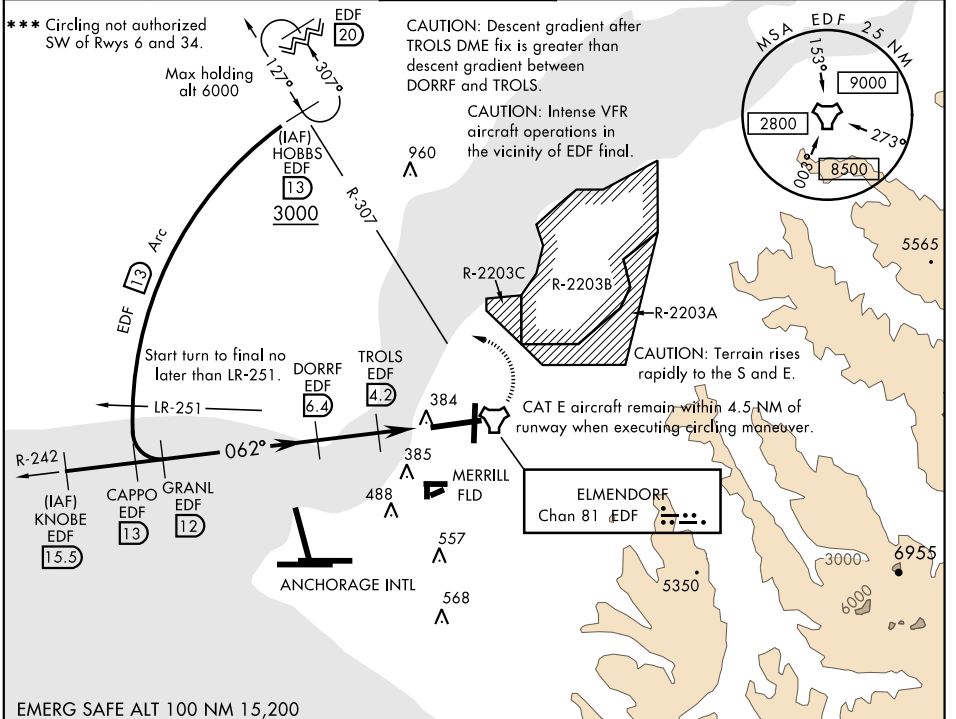 *** Circling not authorized
SW of Rwys 6 and 34.
EDF
20
CAUTION: Descent gradient after
TROLS DME fix is greater than
descent gradient between
DORRF and TROLS.
MSA EDF 25 NM
153°
9000
2800
273°
003°
8500
Max holding
alt 6000
127°
307°
CAUTION: Intense VFR
aircraft operations in
the vicinity of EDF final.
(IAF)
HOBBS
EDF
13
3000
960
R-307
5565
EDF 13 Arc
R-2203C
R-2203B
R-2203A
Start turn to final no
later than LR-251.
LR-251
DORRF
EDF
6.4
TROLS
EDF
4.2
CAUTION: Terrain rises
rapidly to the S and E.
384
CAT E aircraft remain within 4.5 NM of
runway when executing circling maneuver.
R-242
062°
385
MERRILL
FLD
488
(IAF)
KNOBE
EDF
15.5
CAPPO
EDF
13
GRANL
EDF
12
ELMENDORF
Chan 81 EDF
557
ANCHORAGE INTL
568
5350
3000
6955
6000
EMERG SAFE ALT 100 NM 15,200